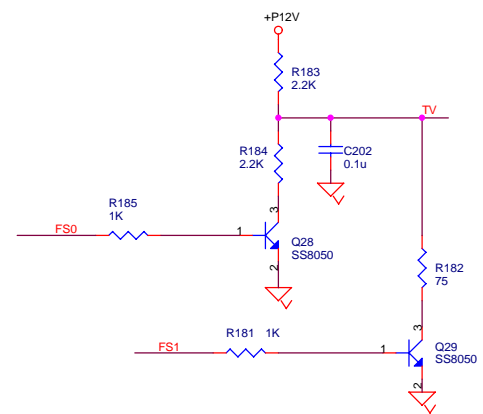 +P12V
R183
2.2K
TV
R184
2.2K
C202
0.1u
R185
1K
3
FS0
1
Q28
SS8050
2
R182
75
R181 1K
3
FS1
1
Q29
SS8050
2